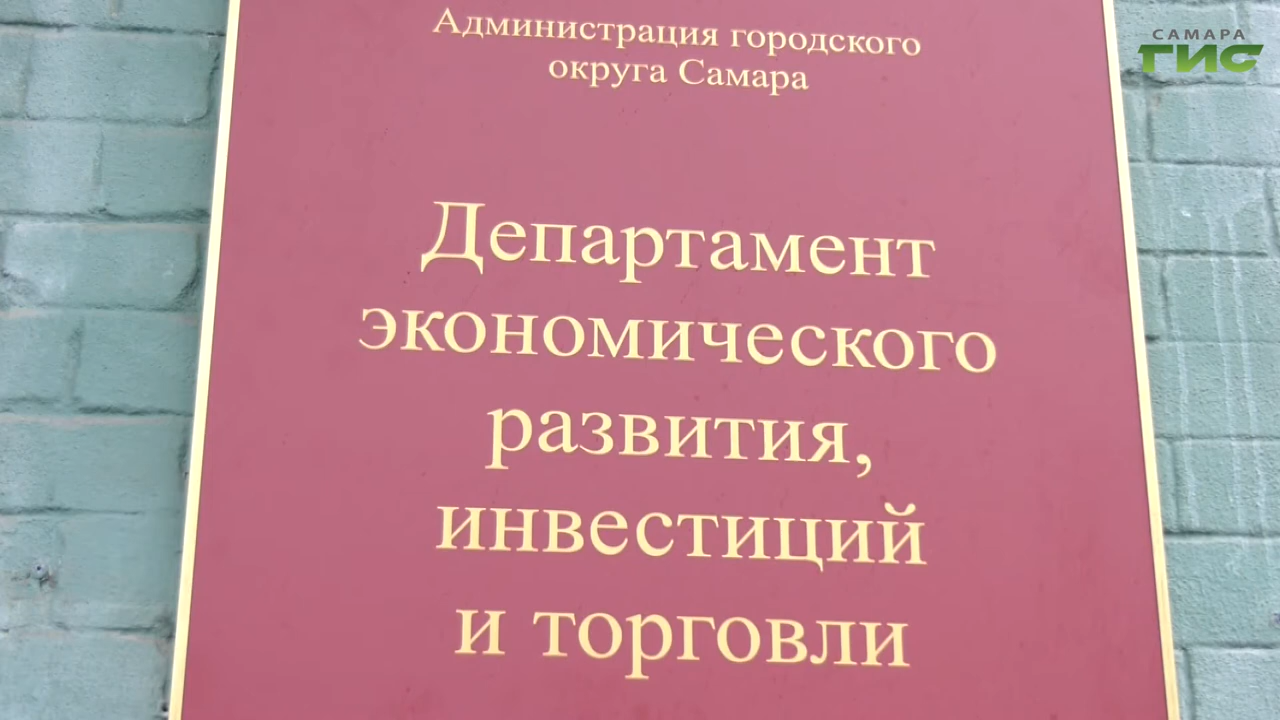 Администрация городского
округа Самара
Департамент
экономического
развития,
инвестиций
и торговли
САМАРА
ГИС